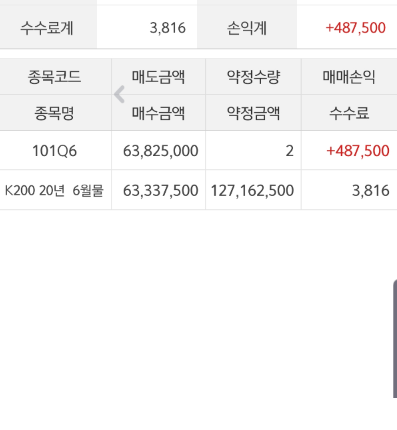 수수료계 3,816 손익계 +487,500
종목코드 매도금액 약정수량 매매손익
종목명 매수금액 약정금액 수수료
101Q6 63,825,000 2 +487,500
K200 20년 6월물 63,337,500 127,162,500 3,816